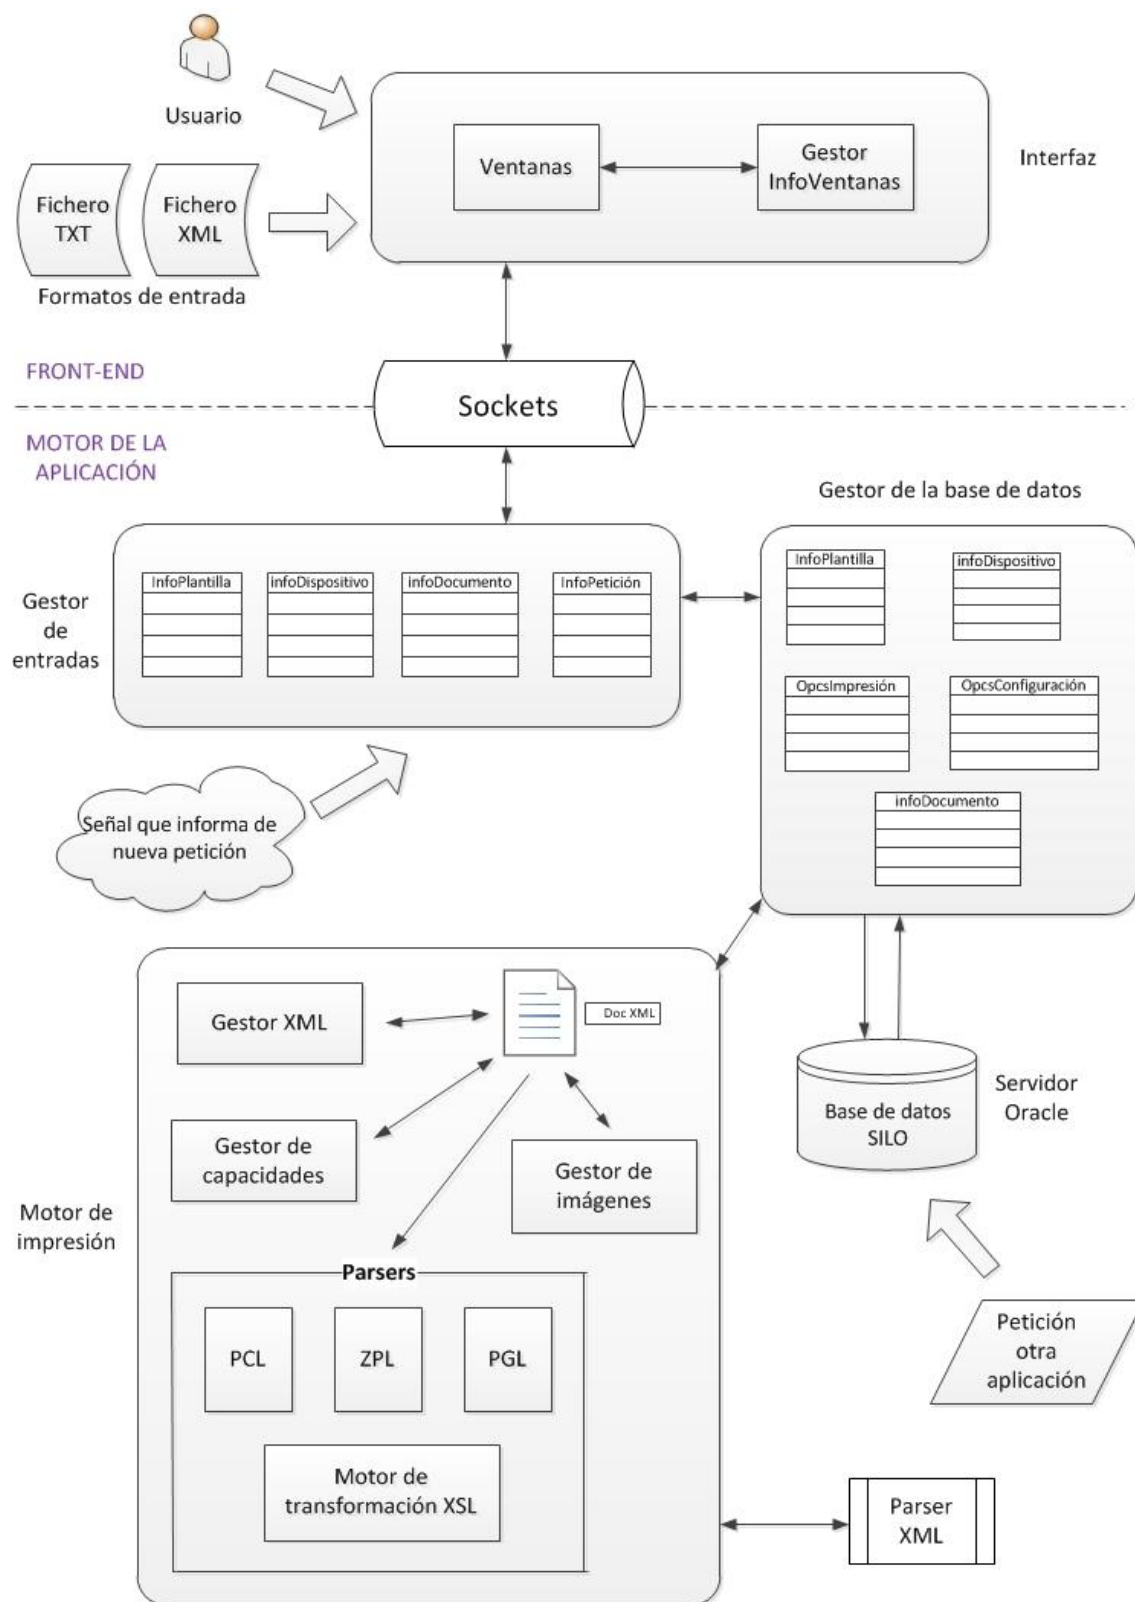 Usuario
Ventanas
Gestor
InfoVentanas
Interfaz
Fichero
TXT
Fichero
XML
Formatos de entrada
FRONT-END
Sockets
MOTOR DE LA
APLICACIÓN
Gestor de la base de datos
Gestor
de
entradas
InfoPlantilla
infoDispositivo
infoDocumento
InfoPetición
InfoPlantilla
infoDispositivo
OpcsImpresión
OpcsConfiguración
infoDocumento
Señal que informa de
nueva petición
Gestor XML
Doc XML
Gestor de
capacidades
Gestor de
imágenes
Base de datos
SILO
Servidor
Oracle
Motor de
impresión
Parsers
PCL
ZPL
PGL
Motor de
transformación XSL
Petición
otra
aplicación
Parser
XML